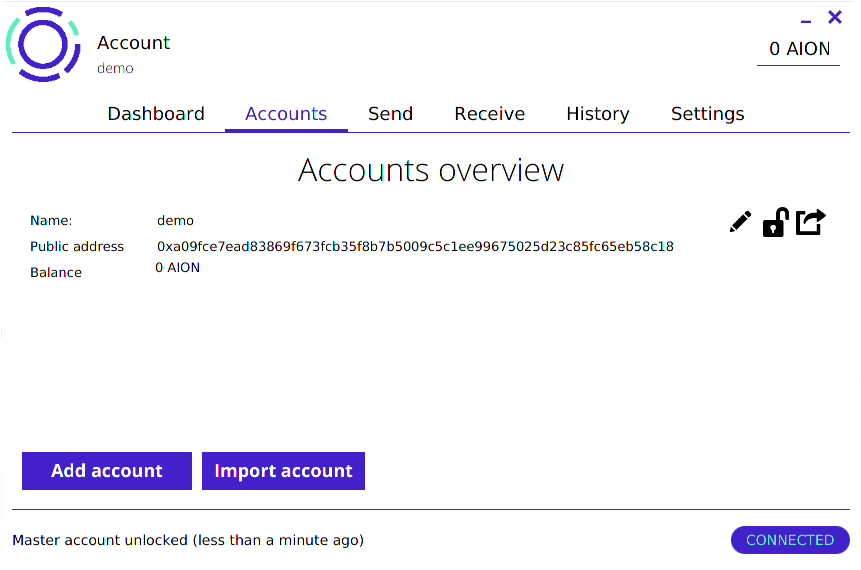 Account
demo
0 AION
Dashboard Accounts Send Receive History Settings
Accounts overview
Name: demo
Public address 0xa09fce7ead83869f673fcb35f8b7b5009c5c1ee99675025d23c85fc65eb58c18
Balance 0 AION
Add account Import account
Master account unlocked (less than a minute ago) CONNECTED